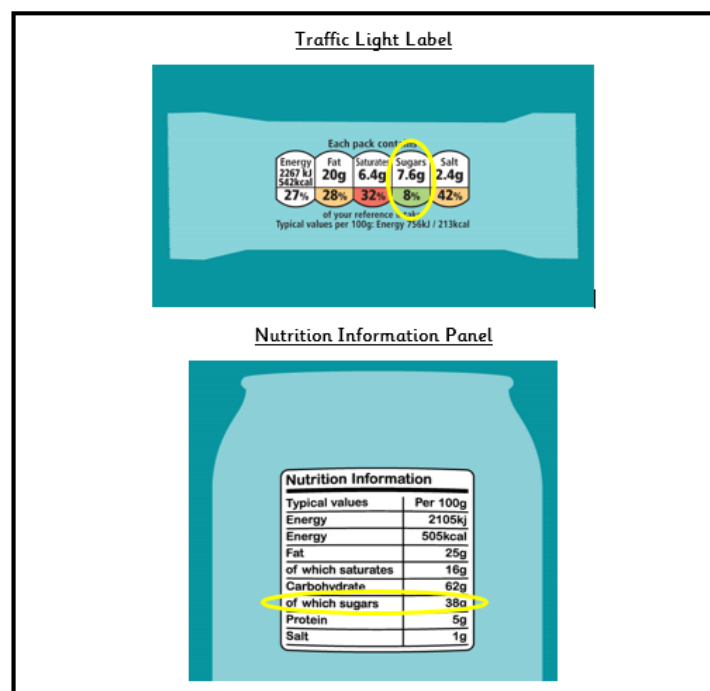 Traffic Light Label
Each pack contains
Energy Fat Saturates Sugars Salt
2267 kJ 20g 6.4g 7.6g 2.4g
542kcal
27% 28% 32% 8% 42%
of your reference intake
Typical values per 100g: Energy 756kJ / 213kcal
Nutrition Information Panel
Nutrition Information
Typical values Per 100g
Energy 2105kj
Energy 505kcal
Fat 25g
of which saturates 16g
Carbohydrate 62g
of which sugars 38g
Protein 5g
Salt 1g